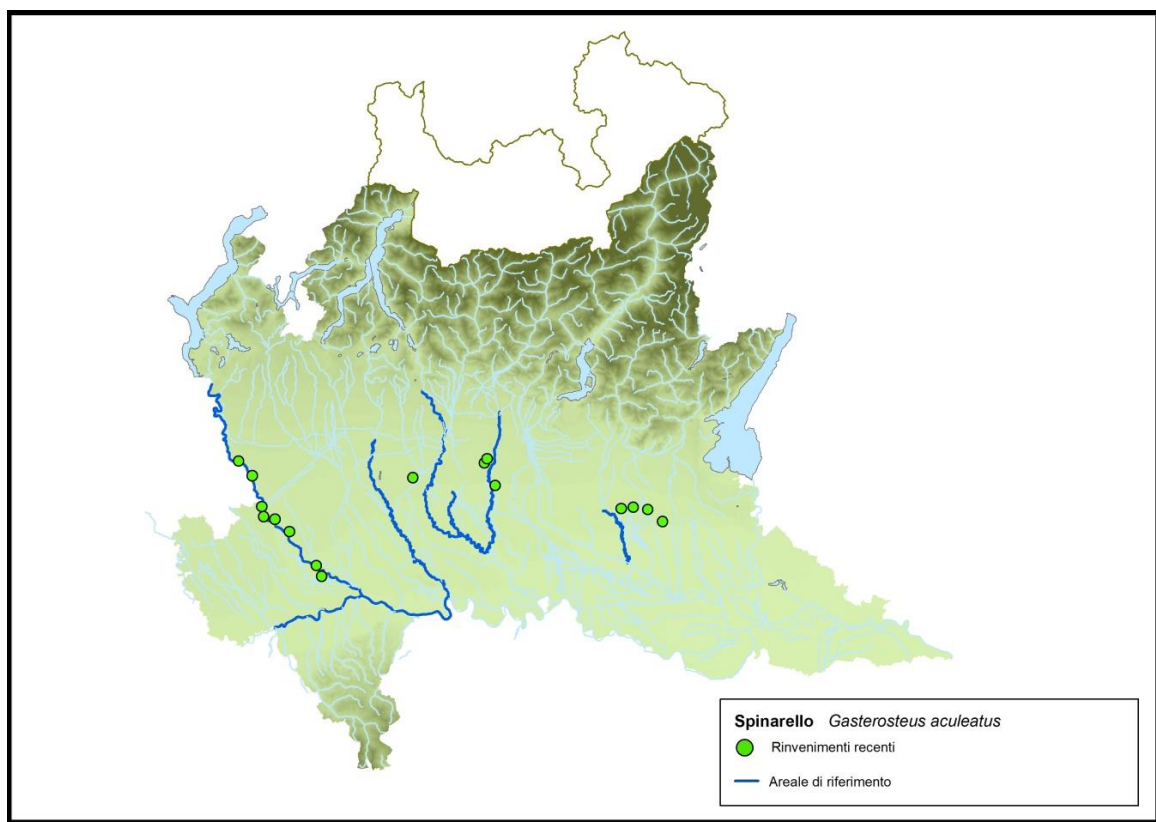 Spinarello Gasterosteus aculeatus
Rinvenimenti recenti
Areale di riferimento